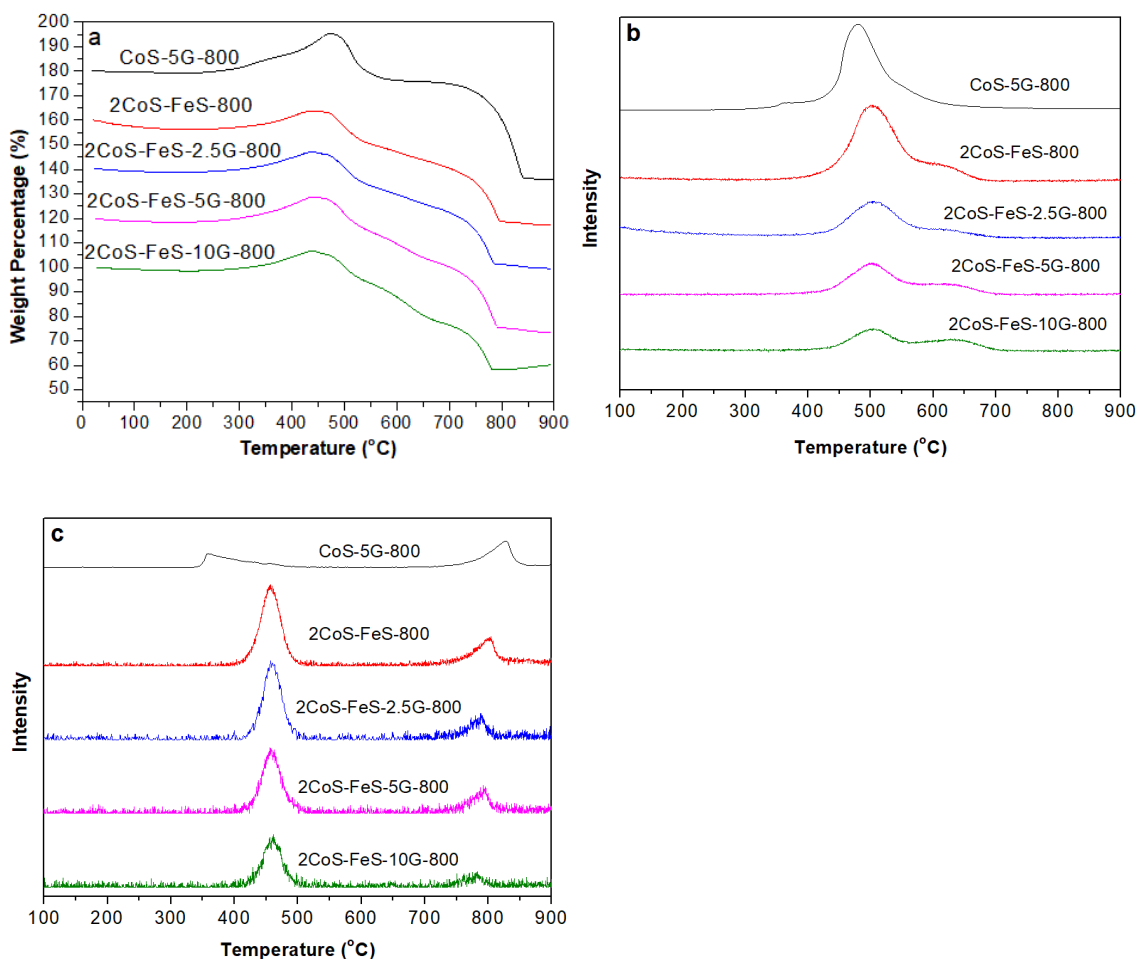 a
200
190
180
170
160
150
140
130
120
110
100
90
80
70
60
50
Weight Percentage (%)
CoS-5G-800
2CoS-FeS-800
2CoS-FeS-2.5G-800
2CoS-FeS-5G-800
2CoS-FeS-10G-800
0 100 200 300 400 500 600 700 800 900
Temperature (°C)
b
Intensity
CoS-5G-800
2CoS-FeS-800
2CoS-FeS-2.5G-800
2CoS-FeS-5G-800
2CoS-FeS-10G-800
100 200 300 400 500 600 700 800 900
Temperature (°C)
c
Intensity
CoS-5G-800
2CoS-FeS-800
2CoS-FeS-2.5G-800
2CoS-FeS-5G-800
2CoS-FeS-10G-800
100 200 300 400 500 600 700 800 900
Temperature (°C)